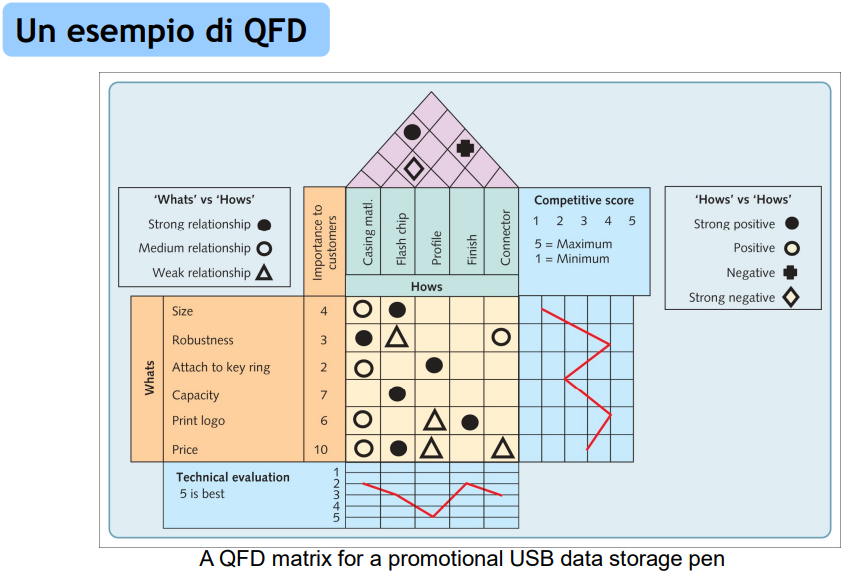 Un esempio di QFD
'Whats' vs 'Hows'
Strong relationship
Medium relationship
Weak relationship
Importance to
customers
Casing matl.
Flash chip
Profile
Finish
Connector
Hows
Competitive score
1 2 3 4 5
5 = Maximum
1 = Minimum
'Hows' vs 'Hows'
Strong positive
Positive
Negative
Strong negative
Whats
Size 4
Robustness 3
Attach to key ring 2
Capacity 7
Print logo 6
Price 10
Technical evaluation
5 is best
1
2
3
4
5
A QFD matrix for a promotional USB data storage pen